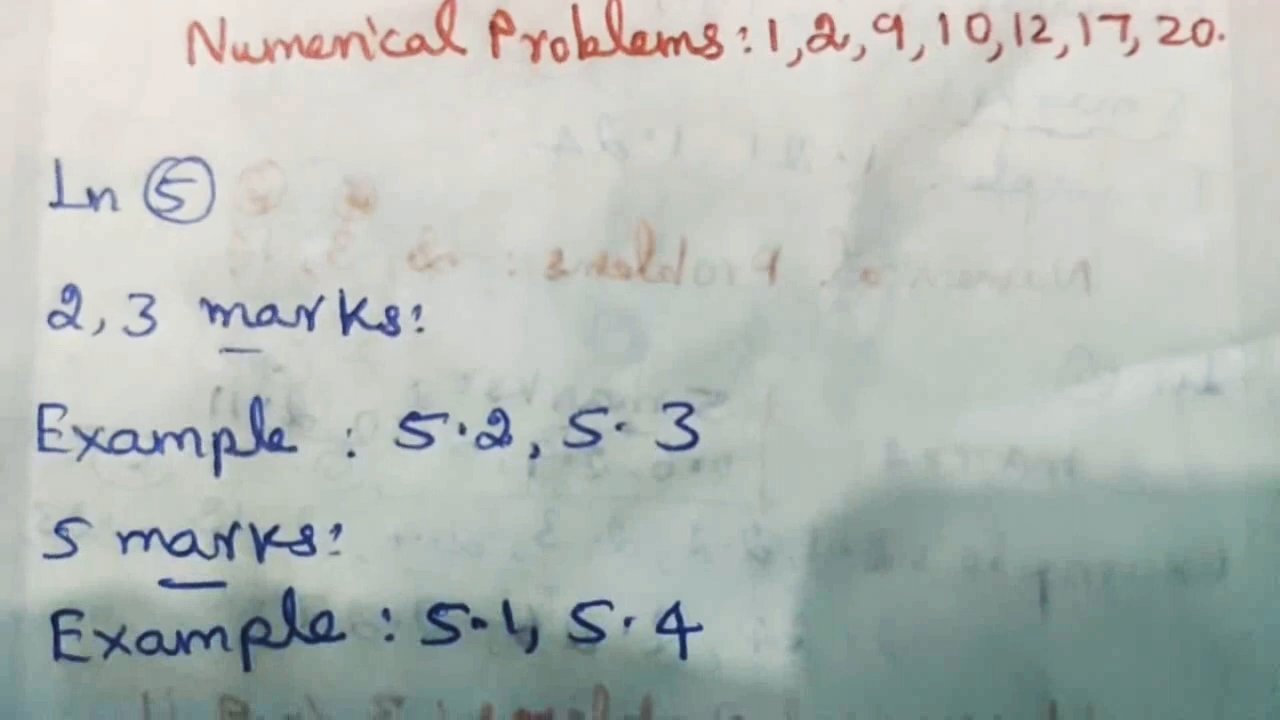 Numerical Problems: 1, 2, 9, 10, 12, 17, 20.
Ln 5
2, 3 marks:
Example : 5.2, 5.3
5 marks:
Example : 5.1, 5.4